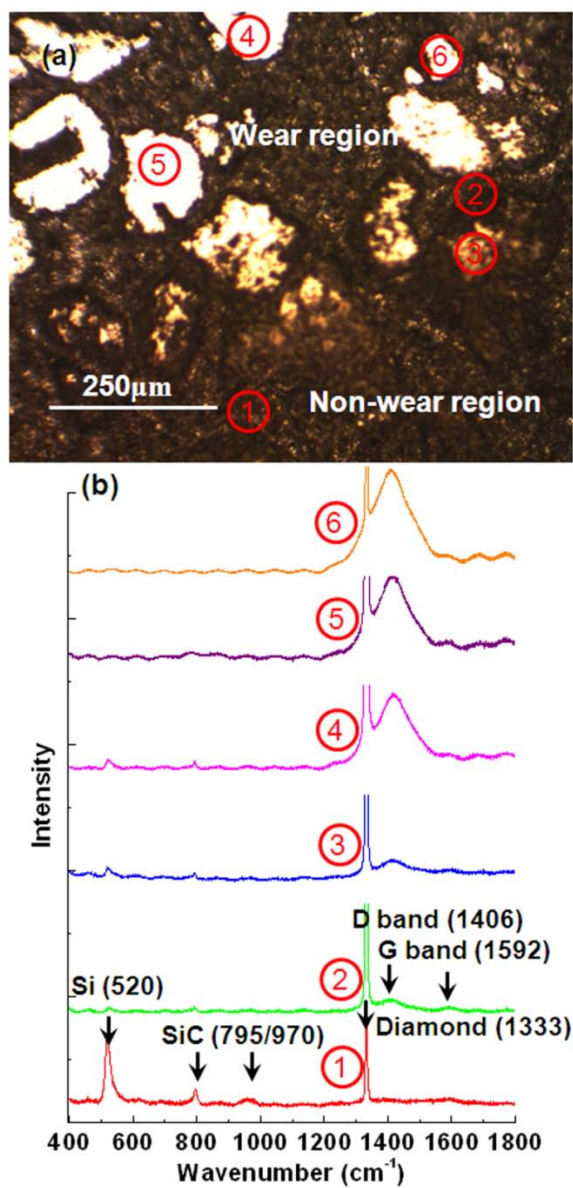 (a)
4
6
Wear region
5
2
3
250μm
1
Non-wear region
(b)
6
5
4
3
D band (1406)
G band (1592)
2
Si (520)
SiC (795/970)
Diamond (1333)
1
Intensity
400 600 800 1000 1200 1400 1600 1800
Wavenumber (cm⁻¹)